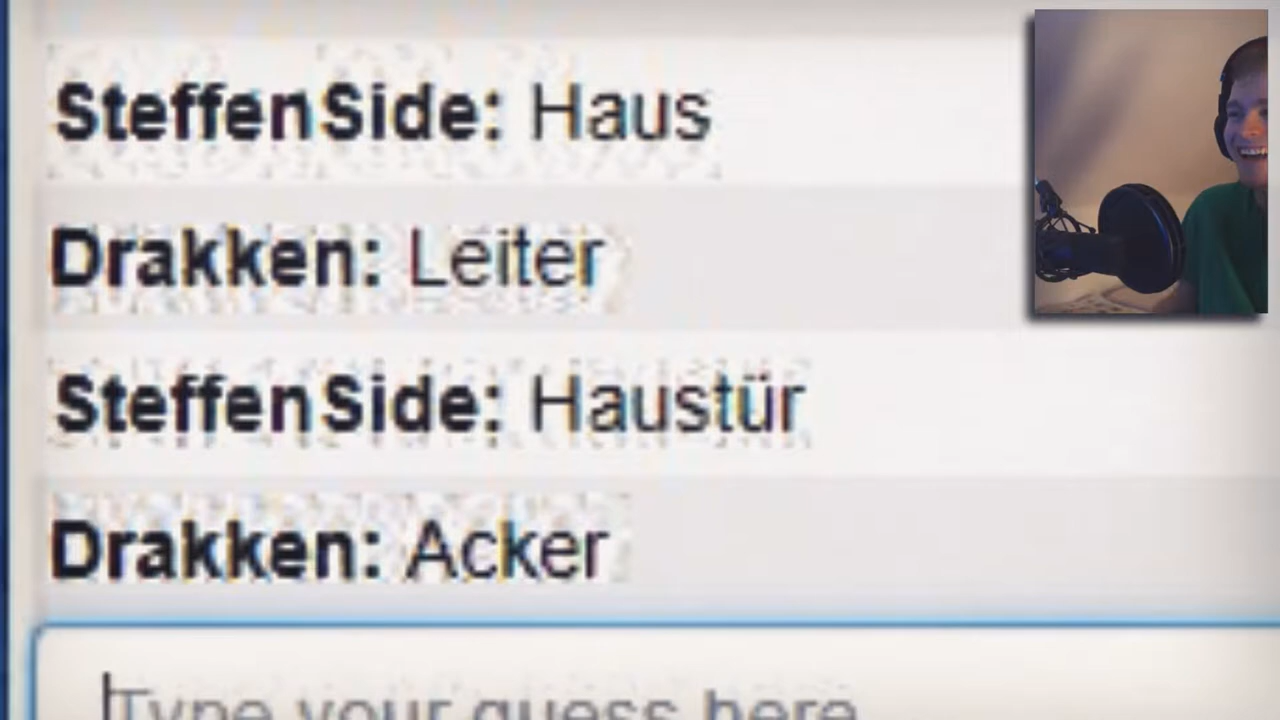 SteffenSide: Haus
Drakken: Leiter
SteffenSide: Haustür
Drakken: Acker
Type your guess here